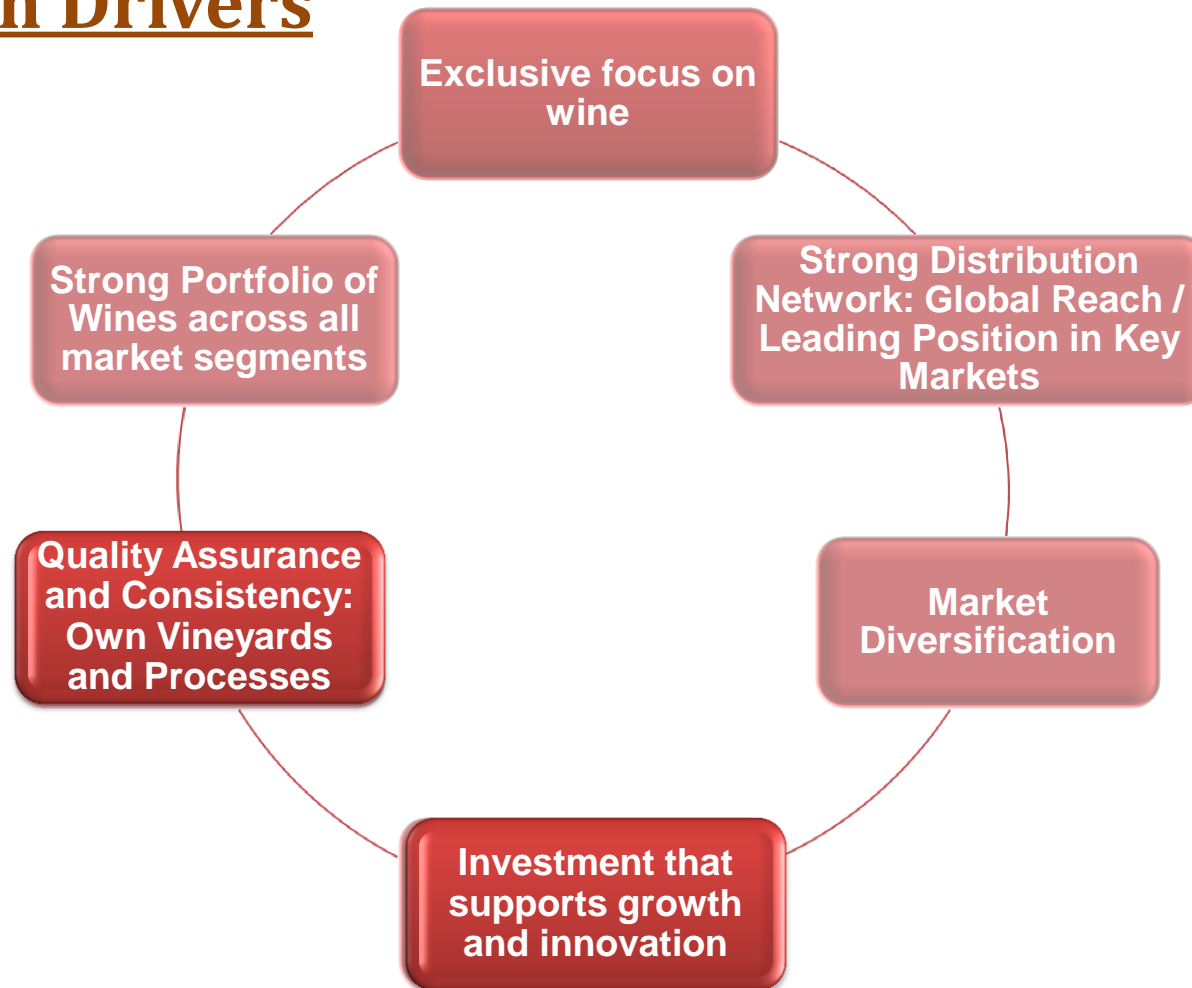 Drivers
Exclusive focus on
wine
Strong Portfolio of
Wines across all
market segments
Strong Distribution
Network: Global Reach /
Leading Position in Key
Markets
Quality Assurance
and Consistency:
Own Vineyards
and Processes
Market
Diversification
Investment that
supports growth
and innovation